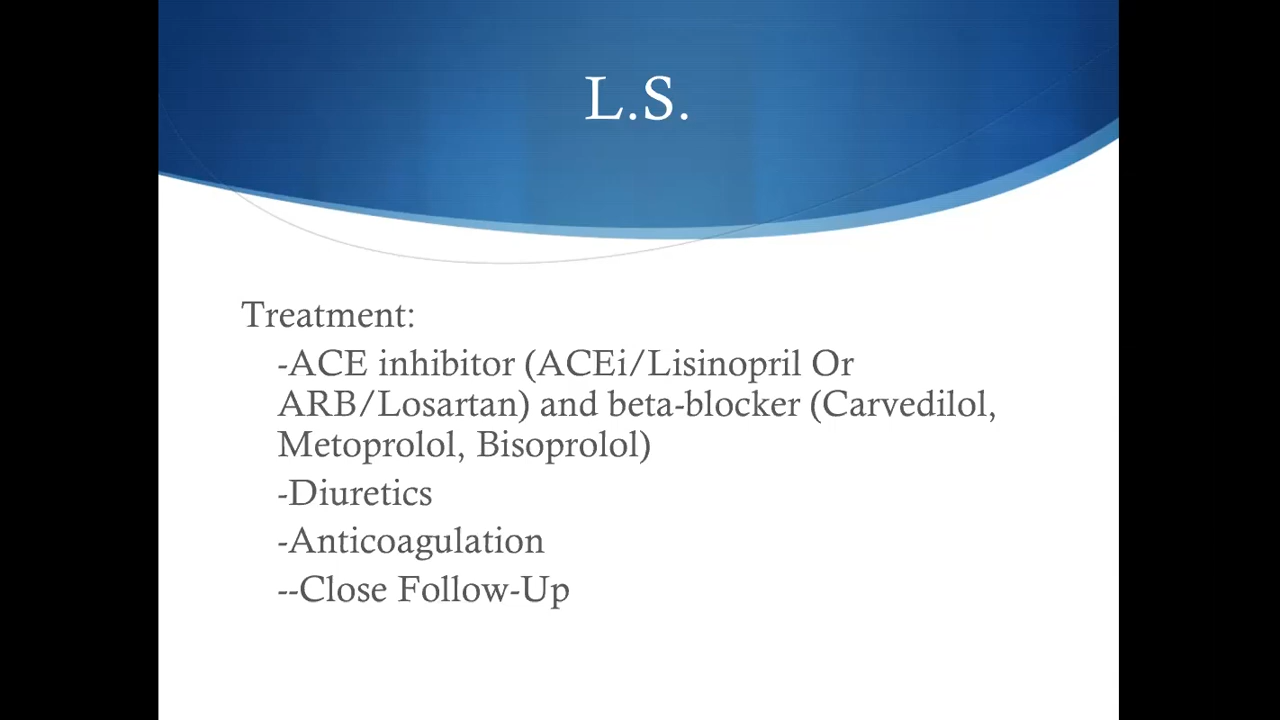 L.S.
Treatment:
-ACE inhibitor (ACEi/Lisinopril Or
ARB/Losartan) and beta-blocker (Carvedilol,
Metoprolol, Bisoprolol)
-Diuretics
-Anticoagulation
--Close Follow-Up